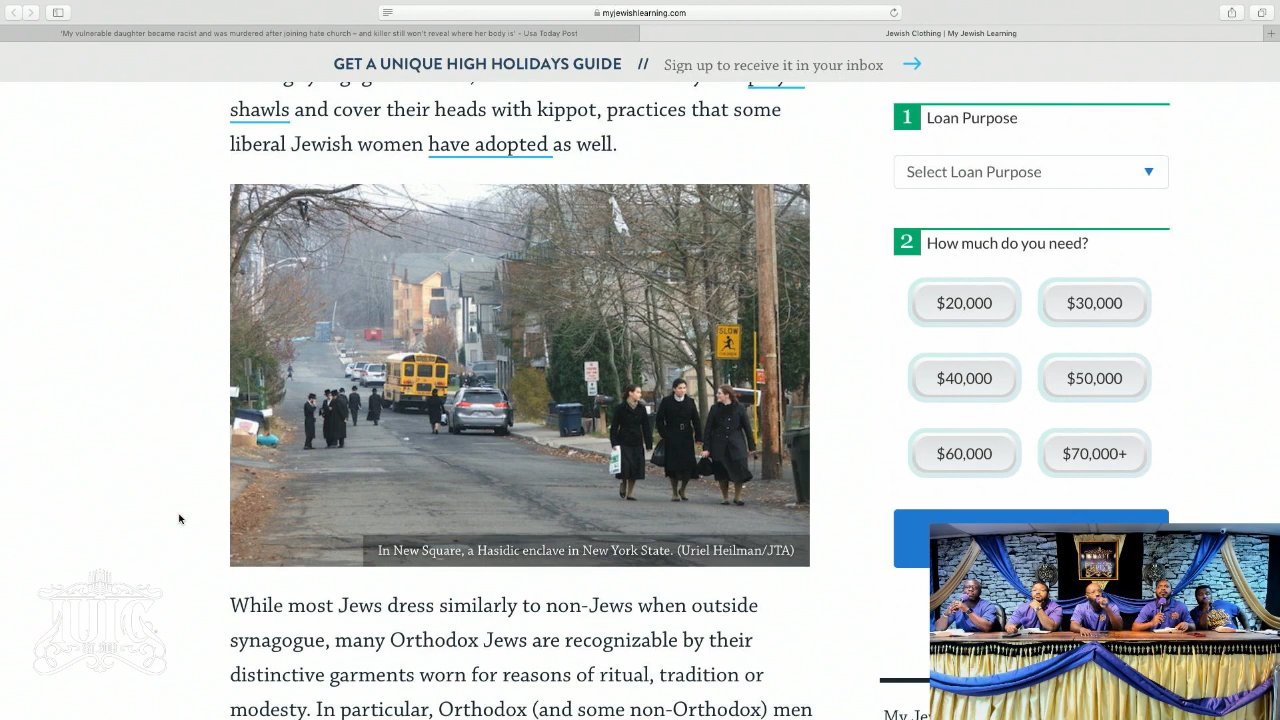 myjewishlearning.com
'My vulnerable daughter became racist and was murdered after joining hate church – and killer still won't reveal where her body is' - Usa Today Post
Jewish Clothing | My Jewish Learning
GET A UNIQUE HIGH HOLIDAYS GUIDE // Sign up to receive it in your inbox →
shawls and cover their heads with kippot, practices that some
liberal Jewish women have adopted as well.
SLOW
CHILDREN
In New Square, a Hasidic enclave in New York State. (Uriel Heilman/JTA)
While most Jews dress similarly to non-Jews when outside
synagogue, many Orthodox Jews are recognizable by their
distinctive garments worn for reasons of ritual, tradition or
modesty. In particular, Orthodox (and some non-Orthodox) men
1 Loan Purpose
Select Loan Purpose
2 How much do you need?
$20,000 $30,000
$40,000 $50,000
$60,000 $70,000+
IUIC